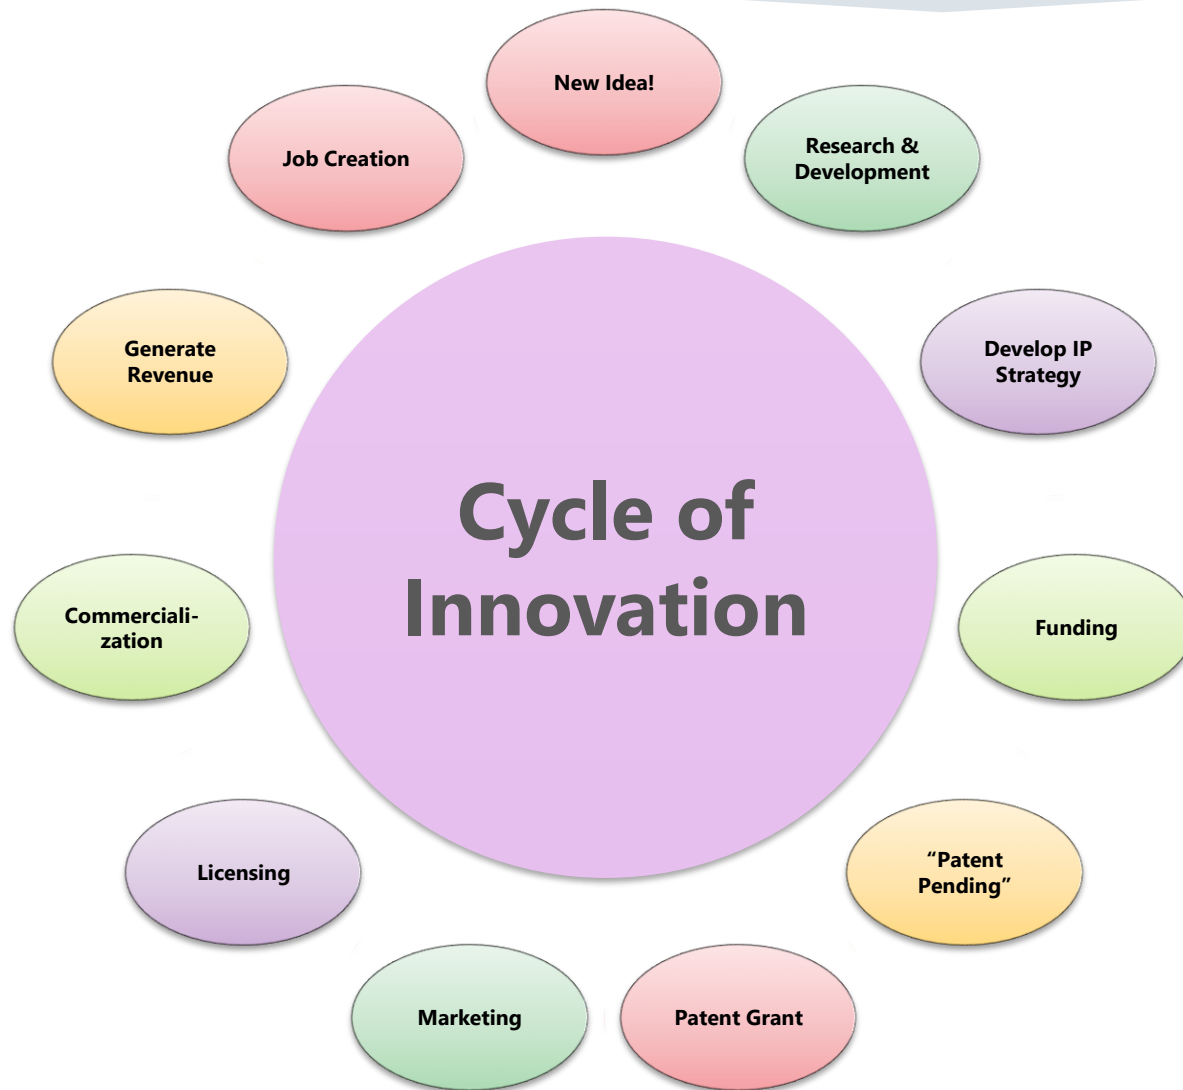 New Idea!
Research &
Development
Develop IP
Strategy
Funding
“Patent
Pending”
Patent Grant
Marketing
Licensing
Commerciali-
zation
Generate
Revenue
Job Creation
Cycle of
Innovation